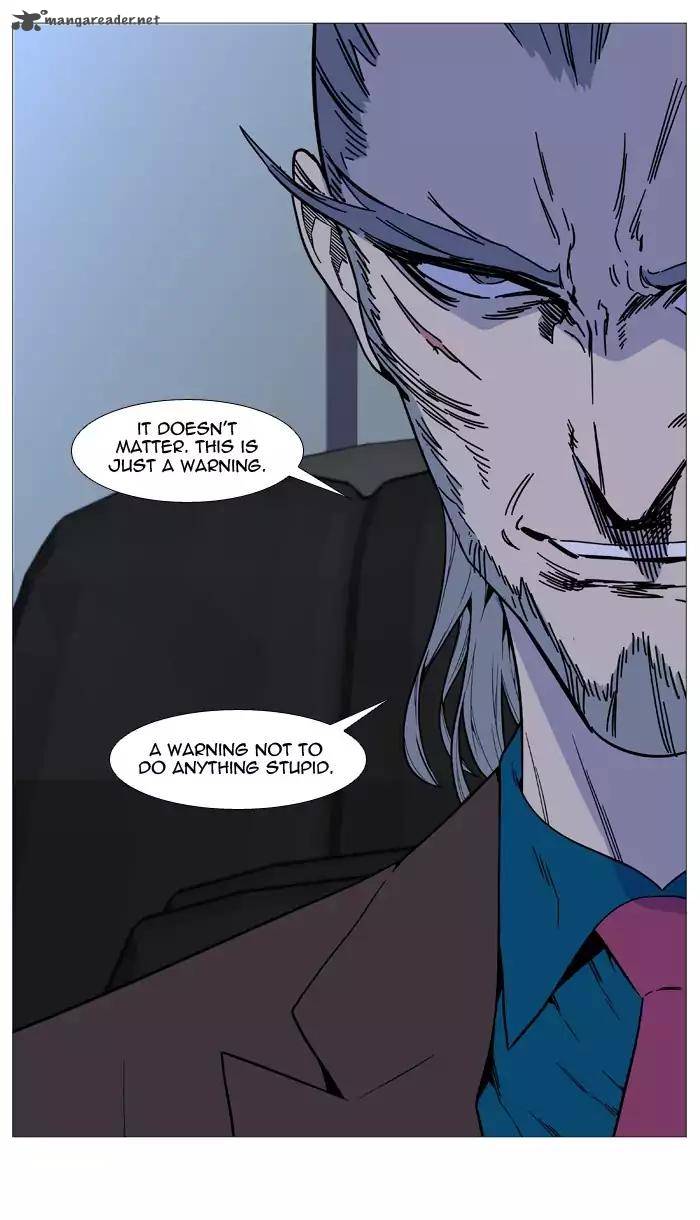 mangareader.net
IT DOESN'T
MATTER. THIS IS
JUST A WARNING.
A WARNING NOT TO
DO ANYTHING STUPID.